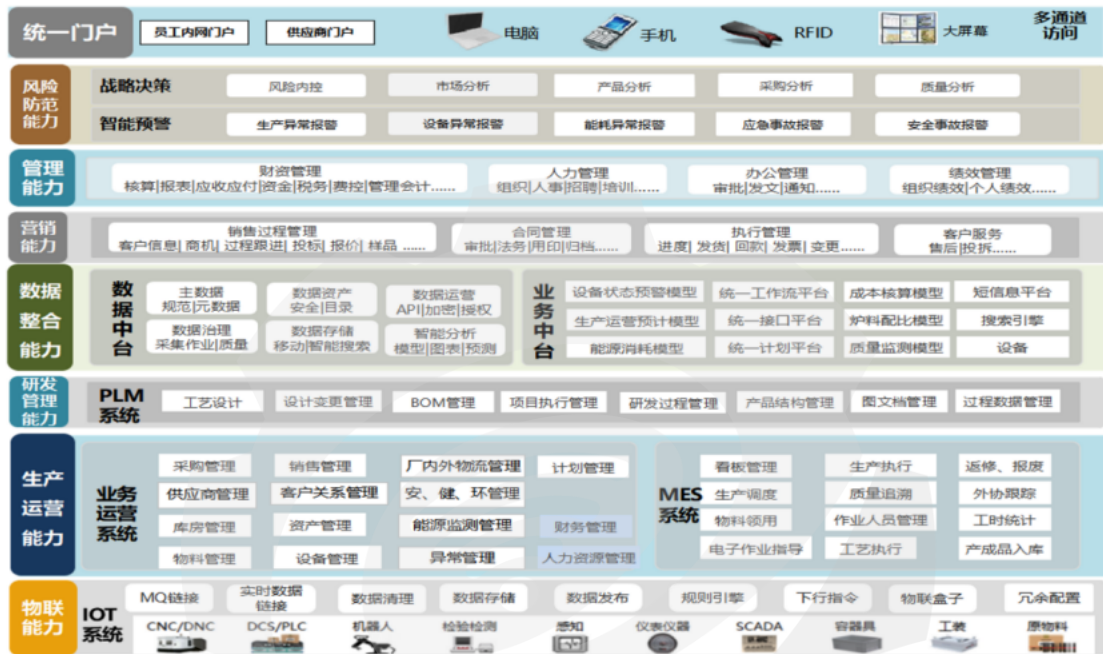 统一门户 员工内网门户 供应商门户 电脑 手机 RFID 大屏幕 多通道
访问
风险
防范
能力
战略决策 风险内控 市场分析 产品分析 采购分析 质量分析
智能预警 生产异常报警 设备异常报警 能耗异常报警 应急事故报警 安全事故报警
管理
能力
财资管理
核算|报表|应收应付|资金|税务|费控|管理会计......
人力管理
组织|人事|招聘|培训......
办公管理
审批|发文|通知......
绩效管理
组织绩效|个人绩效......
营销
能力
销售过程管理
客户信息|商机|过程跟进|投标|报价|样品 ......
合同管理
审批|法务|用印|归档......
执行管理
进度|发货|回款|发票|变更......
客户服务
售后|投拆......
数据
整合
能力
数据中台
主数据
规范|元数据
数据资产
安全|目录
数据运营
API|加密|授权
数据治理
采集作业|质量
数据存储
移动|智能搜索
智能分析
模型|图表|预测
业务中台
设备状态预警模型 统一工作流平台 成本核算模型 短信息平台
生产运营预计模型 统一接口平台 炉料配比模型 搜索引擎
能源消耗模型 统一计划平台 质量监测模型 设备
研发
管理
能力
PLM
系统
工艺设计 设计变更管理 BOM管理 项目执行管理 研发过程管理 产品结构管理 图文档管理 过程数据管理
生产
运营
能力
业务
运营
系统
采购管理 销售管理 厂内外物流管理 计划管理
供应商管理 客户关系管理 安、健、环管理
库房管理 资产管理 能源监测管理 财务管理
物料管理 设备管理 异常管理 人力资源管理
MES
系统
看板管理 生产执行 返修、报废
生产调度 质量追溯 外协跟踪
物料领用 作业人员管理 工时统计
电子作业指导 工艺执行 产成品入库
物联
能力
IOT
系统
MQ链接 实时数据
链接 数据清理 数据存储 数据发布 规则引擎 下行指令 物联盒子 冗余配置
CNC/DNC DCS/PLC 机器人 检验检测 感知 仪表仪器 SCADA 容器具 工装 原物料